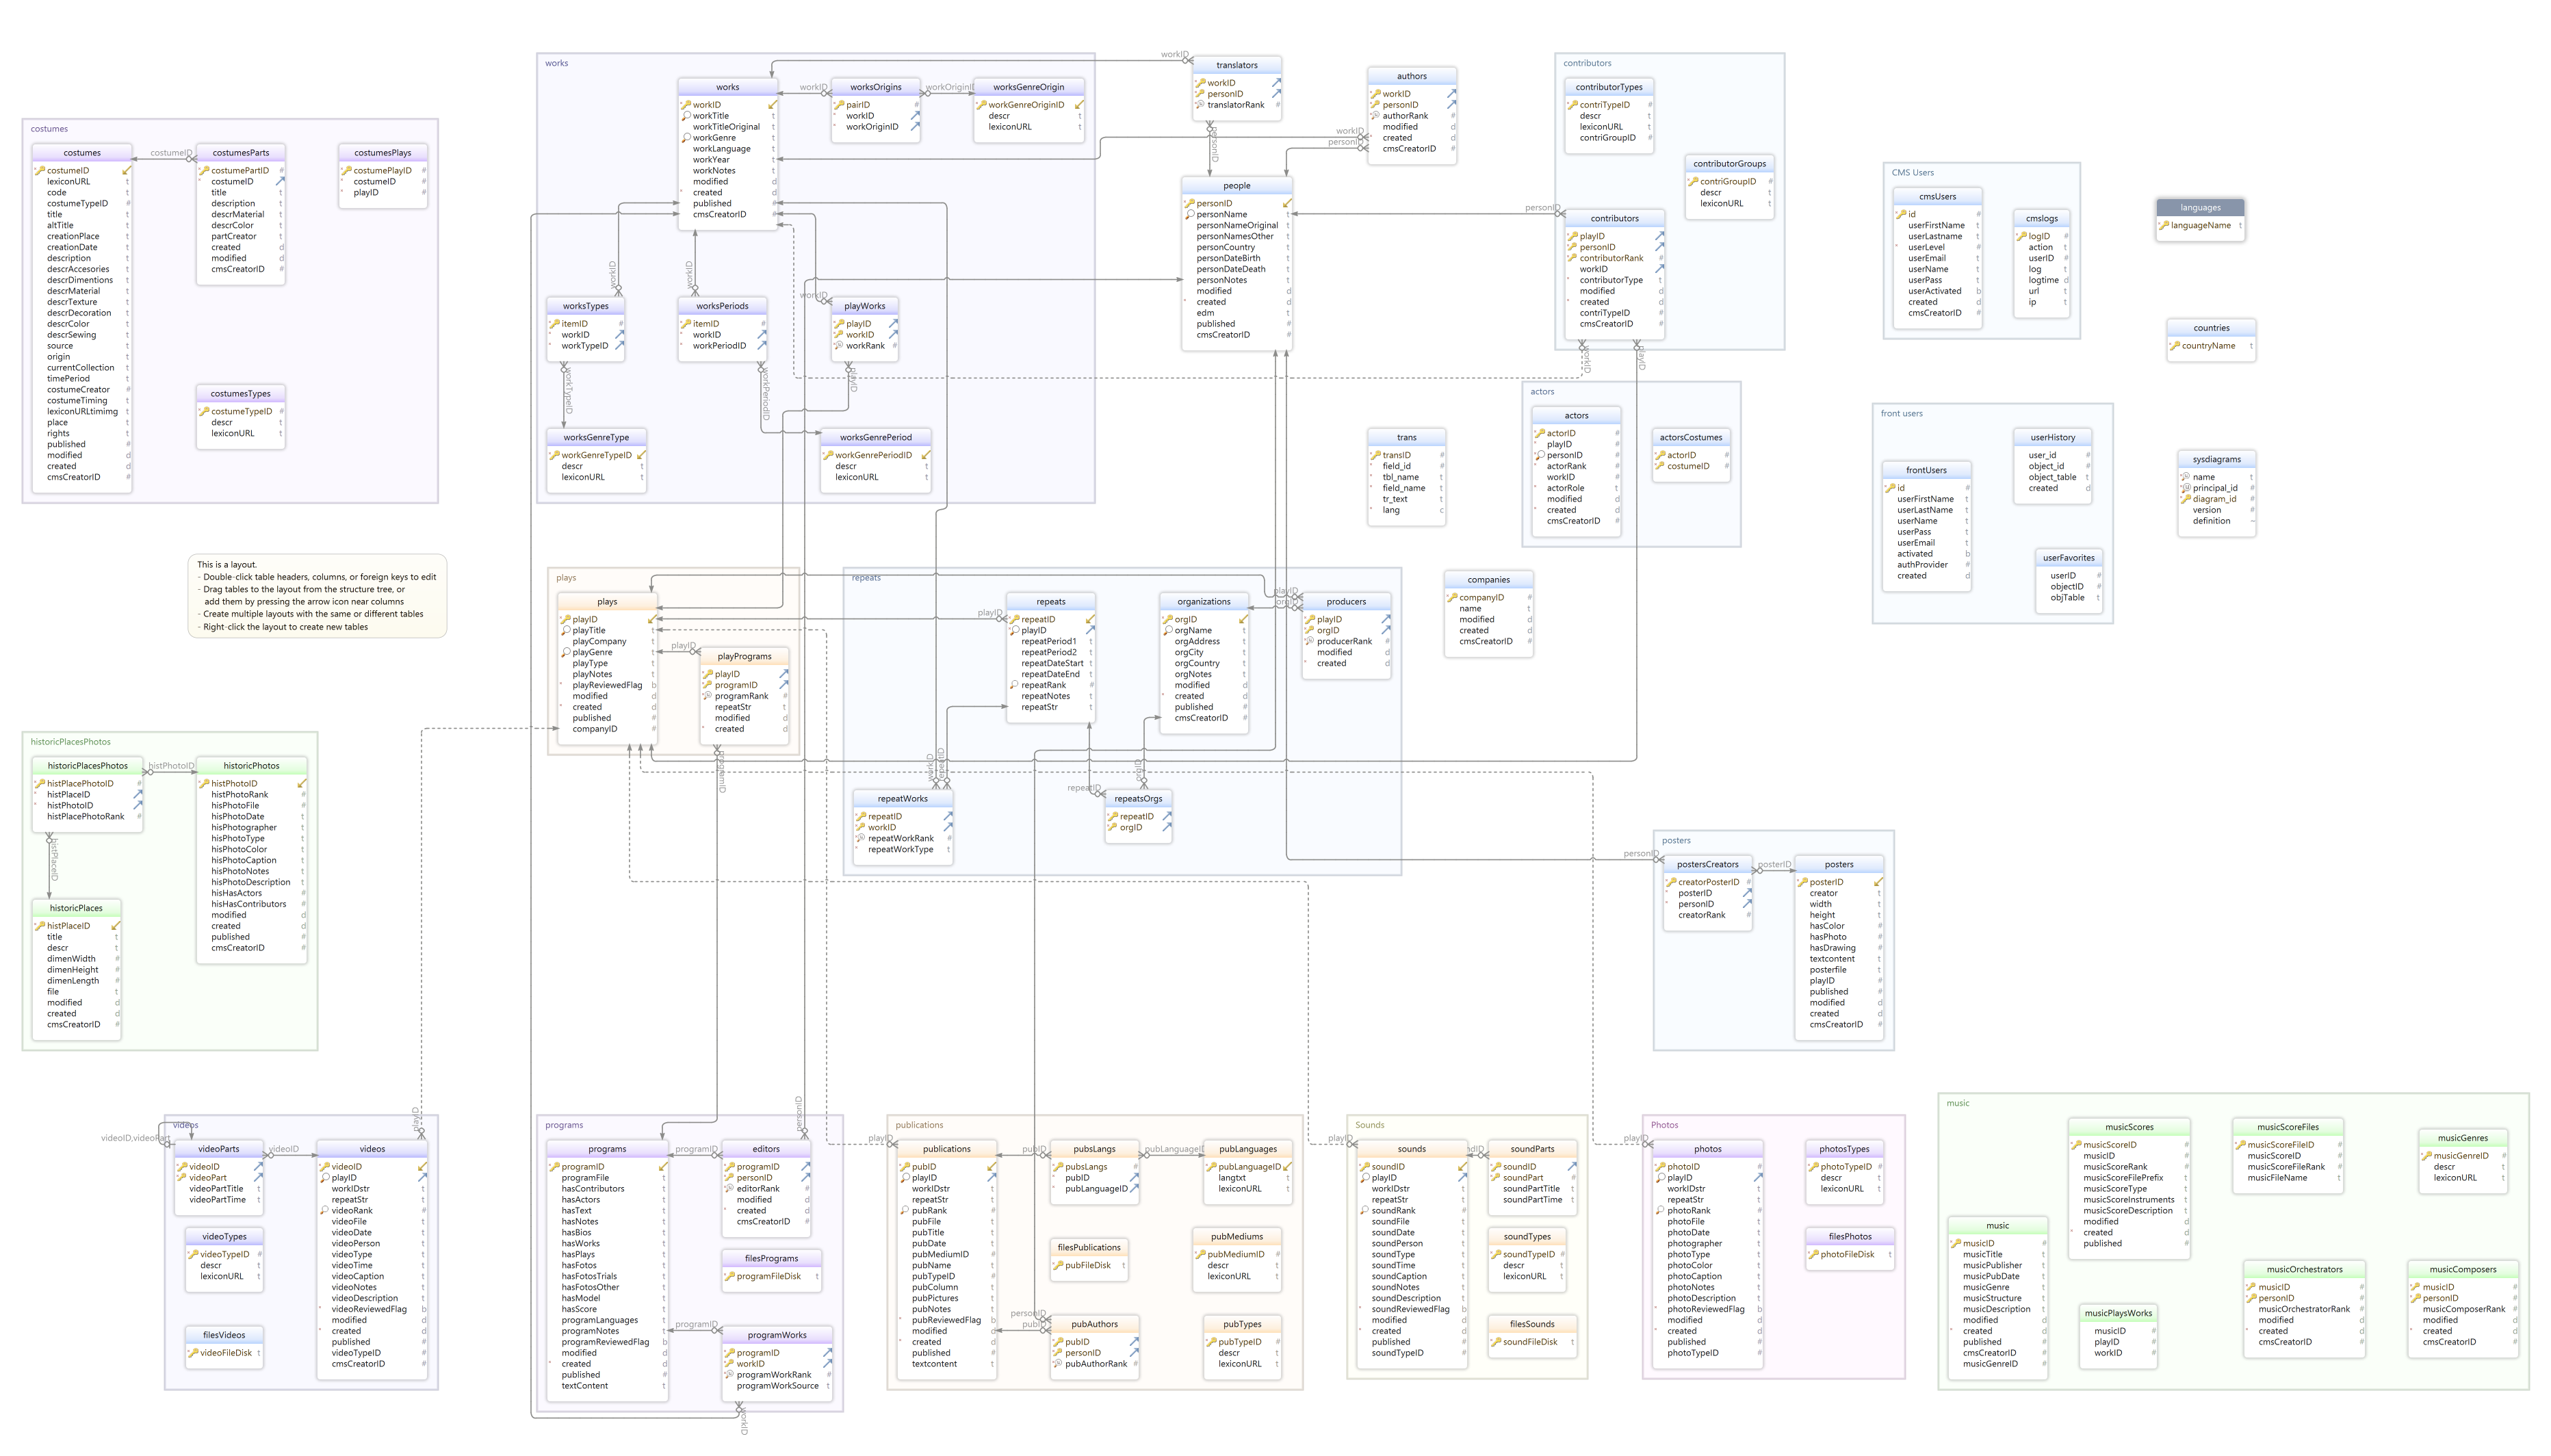 works
works
workID
workTitle
workTitleOriginal
workGenre
workLanguage
workYear
workNotes
modified
created
published
cmsCreatorID
workID
worksOrigins
pairID
workID
workOriginID
worksGenreOrigin
workGenreOriginID
descr
lexiconURL
workID
worksTypes
itemID
workID
workTypeID
workID
worksPeriods
itemID
workID
workPeriodID
workID
playWorks
playID
workID
workRank
workTypeID
workPeriodID
playID
worksGenreType
workGenreTypeID
descr
lexiconURL
worksGenrePeriod
workGenrePeriodID
descr
lexiconURL
workID
translators
workID
personID
translatorRank
personID
authors
workID
personID
authorRank
modified
created
cmsCreatorID
workID
personID
people
personID
personName
personNameOriginal
personNamesOther
personCountry
personDateBirth
personDateDeath
personNotes
modified
created
edm
published
cmsCreatorID
contributors
contributorTypes
contriTypeID
descr
lexiconURL
contriGroupID
contributorGroups
contriGroupID
descr
lexiconURL
personID
contributors
playID
personID
contributorRank
workID
contributorType
modified
created
contriTypeID
cmsCreatorID
workID
playID
CMS Users
cmsUsers
id
userFirstName
userLastname
userLevel
userEmail
userName
userPass
userActivated
created
cmsCreatorID
cmslogs
logID
action
userID
log
logtime
url
ip
languages
languageName
countries
countryName
costumes
costumes
costumeID
lexiconURL
code
costumeTypeID
title
altTitle
creationPlace
creationDate
description
descrAccesories
descrDimentions
descrMaterial
descrTexture
descrDecoration
descrColor
descrSewing
source
origin
currentCollection
timePeriod
costumeCreator
costumeTiming
lexiconURLtimimg
place
rights
published
modified
created
cmsCreatorID
costumeID
costumesParts
costumePartID
costumeID
title
description
descrMaterial
descrColor
partCreator
created
modified
cmsCreatorID
costumesPlays
costumePlayID
costumeID
playID
costumesTypes
costumeTypeID
descr
lexiconURL
actors
actors
actorID
playID
personID
actorRank
workID
actorRole
modified
created
cmsCreatorID
actorsCostumes
actorID
costumeID
trans
transID
field_id
tbl_name
field_name
tr_text
lang
front users
frontUsers
id
userFirstName
userLastName
userName
userPass
userEmail
activated
authProvider
created
userHistory
user_id
object_id
object_table
created
userFavorites
userID
objectID
objTable
sysdiagrams
name
principal_id
diagram_id
version
definition
This is a layout.
- Double-click table headers, columns, or foreign keys to edit
- Drag tables to the layout from the structure tree, or
add them by pressing the arrow icon near columns
- Create multiple layouts with the same or different tables
- Right-click the layout to create new tables
plays
plays
playID
playTitle
playCompany
playGenre
playType
playNotes
playReviewedFlag
modified
created
published
companyID
playID
playPrograms
playID
programID
programRank
repeatStr
modified
created
programID
repeats
playID
repeats
repeatID
playID
repeatPeriod1
repeatPeriod2
repeatDateStart
repeatDateEnd
repeatRank
repeatNotes
repeatStr
organizations
orgID
orgName
orgAddress
orgCity
orgCountry
orgNotes
modified
created
published
cmsCreatorID
playID
orgID
producers
playID
orgID
producerRank
modified
created
workID
repeatID
repeatWorks
repeatID
workID
repeatWorkRank
repeatWorkType
repeatID
orgID
repeatsOrgs
repeatID
orgID
companies
companyID
name
modified
created
cmsCreatorID
historicPlacesPhotos
historicPlacesPhotos
histPlacePhotoID
histPlaceID
histPhotoID
histPlacePhotoRank
histPhotoID
historicPhotos
histPhotoID
hisPhotoRank
hisPhotoFile
hisPhotoDate
hisPhotographer
hisPhotoType
hisPhotoColor
hisPhotoCaption
hisPhotoNotes
hisPhotoDescription
hisHasActors
hisHasContributors
modified
created
published
cmsCreatorID
histPlaceID
historicPlaces
histPlaceID
title
descr
dimenWidth
dimenHeight
dimenLength
file
modified
created
cmsCreatorID
posters
personID
postersCreators
creatorPosterID
posterID
personID
creatorRank
posterID
posters
posterID
creator
width
height
hasColor
hasPhoto
hasDrawing
textcontent
posterfile
playID
published
modified
created
cmsCreatorID
videos
videoID,videoPart
videoParts
videoID
videoPart
videoPartTitle
videoPartTime
videoID
playID
videos
videoID
playID
workIDstr
repeatStr
videoRank
videoFile
videoDate
videoPerson
videoType
videoTime
videoCaption
videoNotes
videoDescription
videoReviewedFlag
modified
created
published
videoTypeID
cmsCreatorID
videoTypes
videoTypeID
descr
lexiconURL
filesVideos
videoFileDisk
programs
programs
programID
programFile
hasContributors
hasActors
hasText
hasNotes
hasBios
hasWorks
hasPlays
hasFotos
hasFotosTrials
hasFotosOther
hasModel
hasScore
programLanguages
programNotes
programReviewedFlag
modified
created
published
textContent
programID
personID
editors
programID
personID
editorRank
modified
created
cmsCreatorID
filesPrograms
programFileDisk
programID
programWorks
programID
workID
programWorkRank
programWorkSource
workID
publications
playID
publications
pubID
playID
workIDstr
repeatStr
pubRank
pubFile
pubTitle
pubDate
pubMediumID
pubName
pubTypeID
pubColumn
pubPictures
pubNotes
pubReviewedFlag
modified
created
published
textcontent
pubID
pubsLangs
pubsLangs
pubID
pubLanguageID
pubLanguageID
pubLanguages
pubLanguageID
langtxt
lexiconURL
filesPublications
pubFileDisk
pubMediums
pubMediumID
descr
lexiconURL
personID
pubID
pubAuthors
pubID
personID
pubAuthorRank
pubTypes
pubTypeID
descr
lexiconURL
Sounds
playID
sounds
soundID
playID
workIDstr
repeatStr
soundRank
soundFile
soundDate
soundPerson
soundTime
soundType
soundCaption
soundNotes
soundDescription
soundReviewedFlag
modified
created
published
soundTypeID
soundParts
soundID
soundPart
soundPartTitle
soundPartTime
soundTypes
soundTypeID
descr
lexiconURL
filesSounds
soundFileDisk
Photos
playID
photos
photoID
playID
workIDstr
repeatStr
photoRank
photoFile
photoDate
photographer
photoType
photoColor
photoCaption
photoNotes
photoDescription
photoReviewedFlag
modified
created
published
photoTypeID
photosTypes
photoTypeID
descr
lexiconURL
filesPhotos
photoFileDisk
music
musicScores
musicScoreID
musicID
musicScoreRank
musicScoreFilePrefix
musicScoreType
musicScoreInstruments
musicScoreDescription
modified
created
published
musicScoreFiles
musicScoreFileID
musicScoreID
musicScoreFileRank
musicFileName
musicGenres
musicGenreID
descr
lexiconURL
music
musicID
musicTitle
musicPublisher
musicPubDate
musicGenre
musicStructure
musicDescription
modified
created
published
cmsCreatorID
musicGenreID
musicPlaysWorks
musicID
playID
workID
musicOrchestrators
musicID
personID
musicOrchestratorRank
modified
created
cmsCreatorID
musicComposers
musicID
personID
musicComposerRank
modified
created
cmsCreatorID